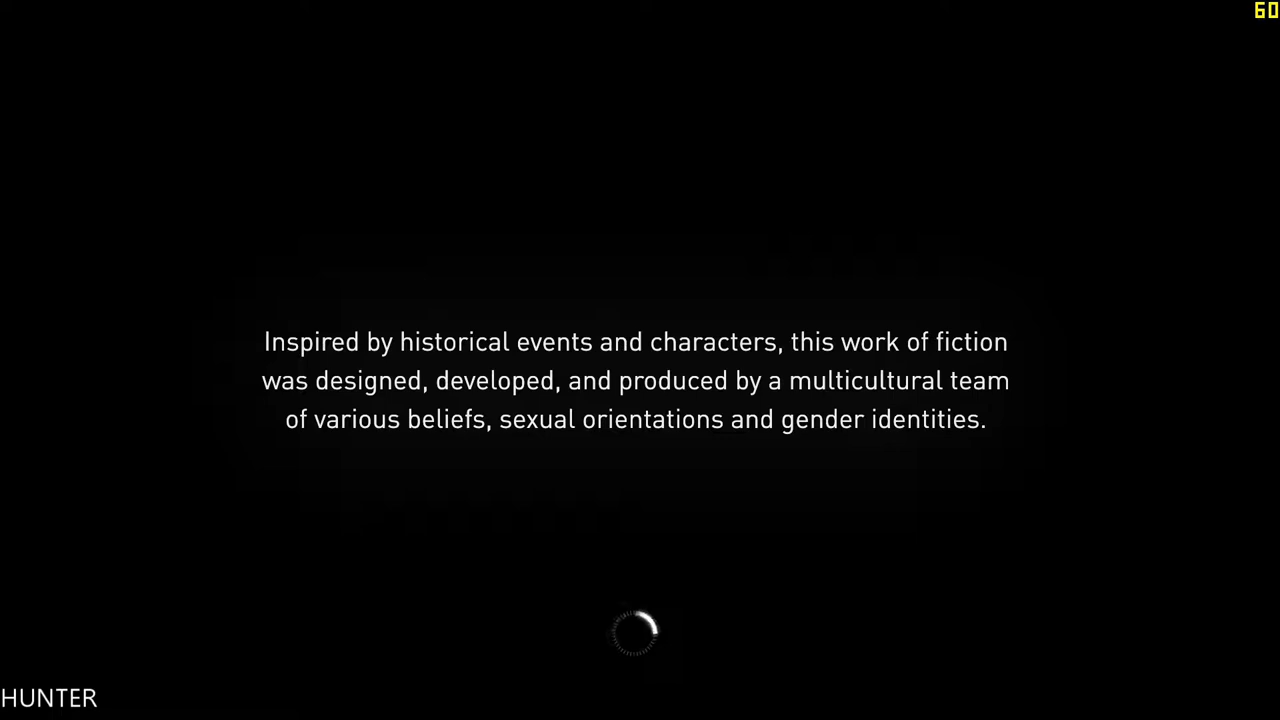 60
Inspired by historical events and characters, this work of fiction
was designed, developed, and produced by a multicultural team
of various beliefs, sexual orientations and gender identities.
HUNTER